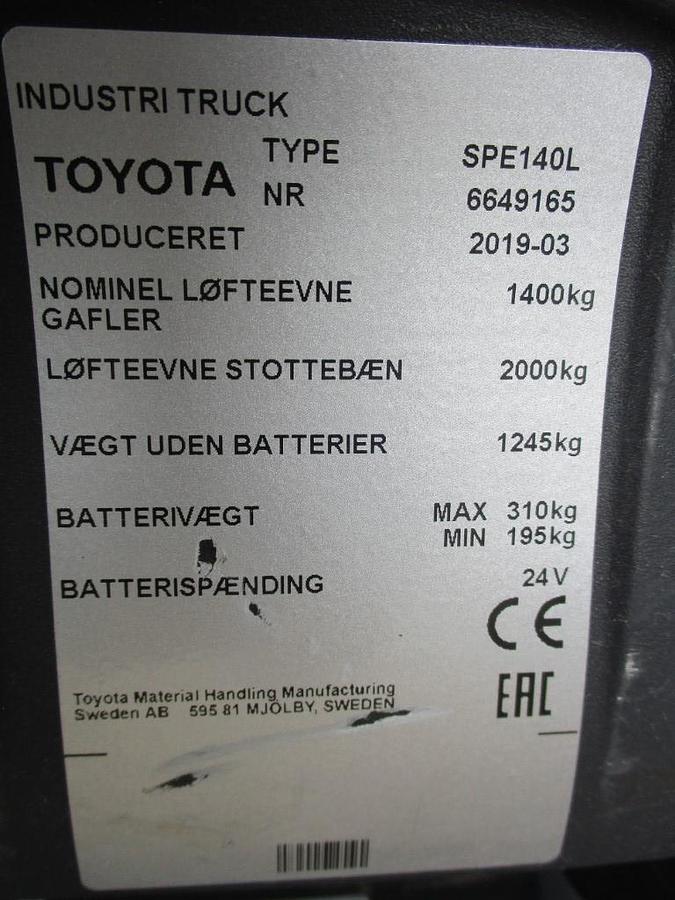 INDUSTRI TRUCK
TOYOTA TYPE SPE140L
NR 6649165
PRODUCERET 2019-03
NOMINEL LØFTEEVNE 1400kg
GAFLER
LØFTEEVNE STOTTEBÆN 2000kg
VÆGT UDEN BATTERIER 1245kg
BATTERIVÆGT MAX 310kg
MIN 195kg
BATTERISPÆNDING 24V
CE
EAC
Toyota Material Handling Manufacturing
Sweden AB 595 81 MJÖLBY, SWEDEN